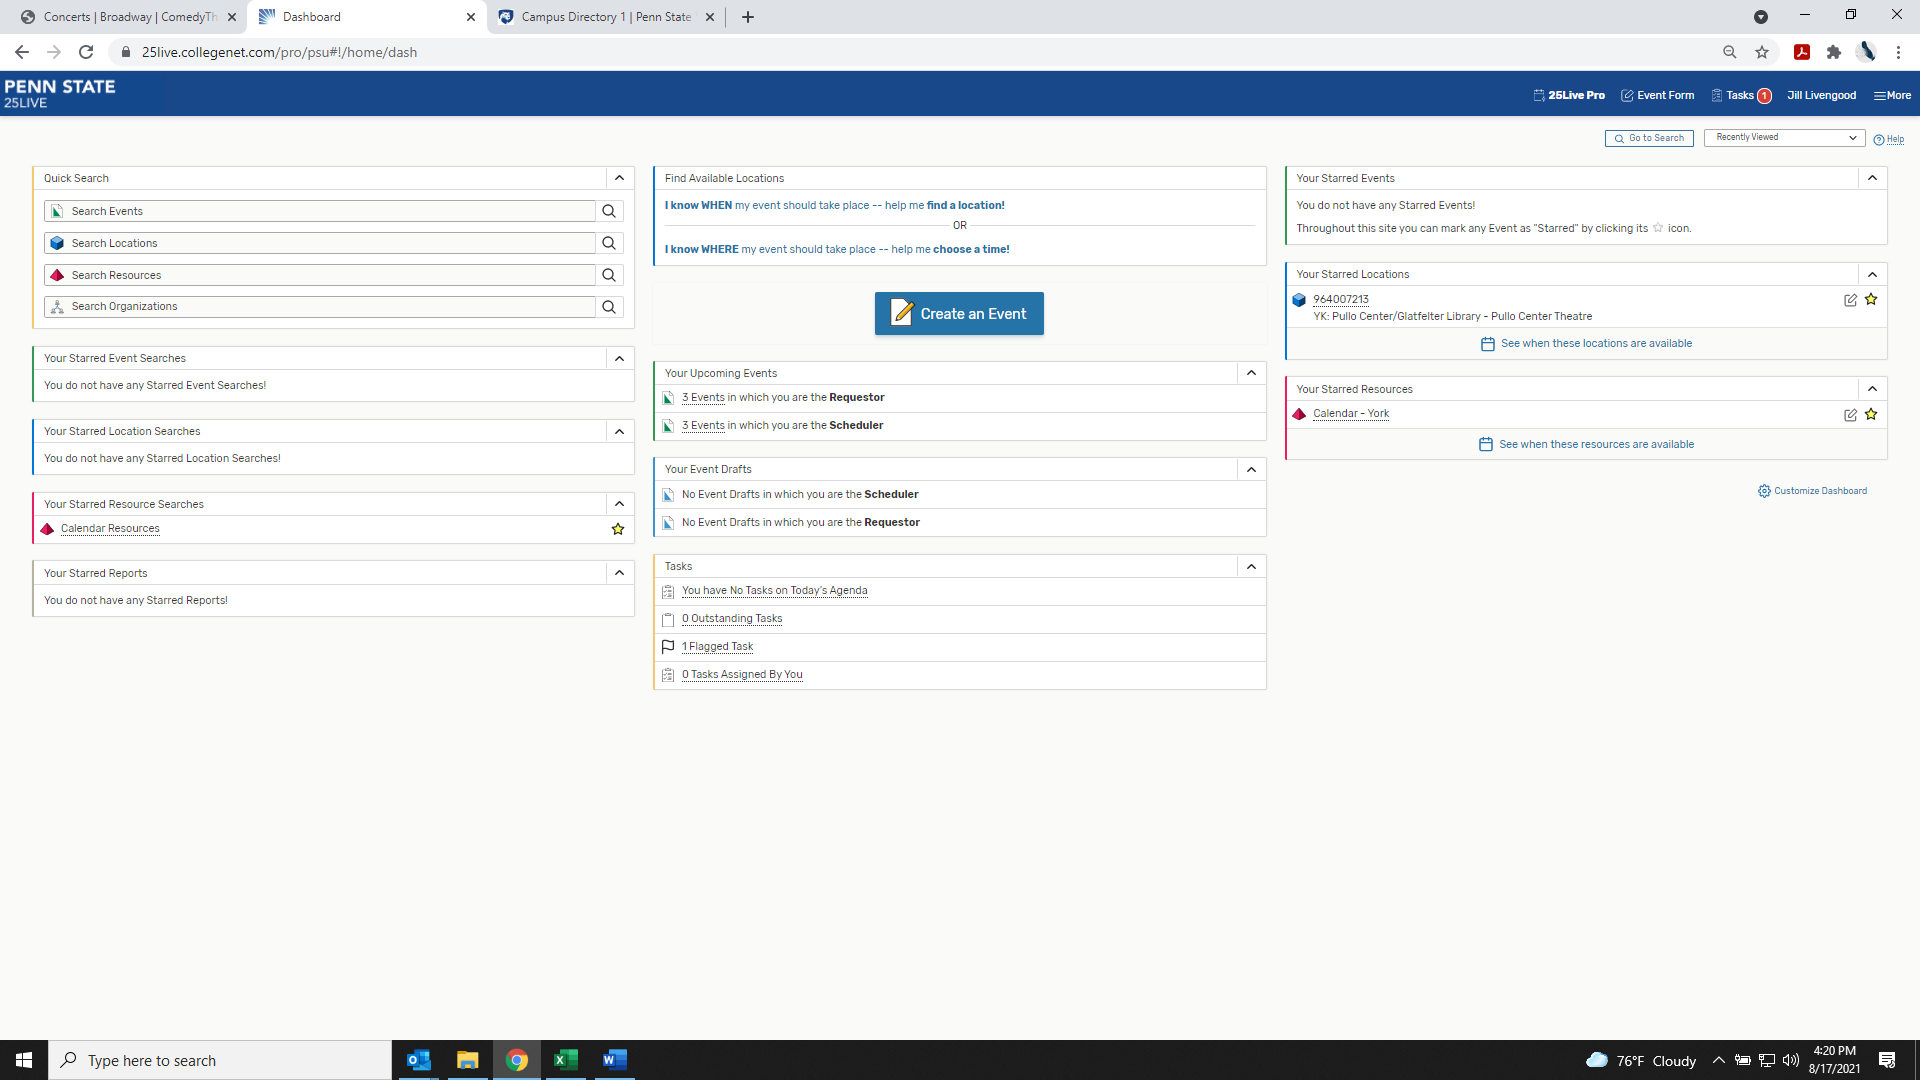 Concerts | Broadway | ComedyTh
Dashboard
Campus Directory 1 | Penn State
25live.collegenet.com/pro/psu#!/home/dash
PENN STATE
25LIVE
25Live Pro
Event Form
Tasks 1
Jill Livengood
More
Go to Search
Recently Viewed
Help
Quick Search
Search Events
Search Locations
Search Resources
Search Organizations
Your Starred Event Searches
You do not have any Starred Event Searches!
Your Starred Location Searches
You do not have any Starred Location Searches!
Your Starred Resource Searches
Calendar Resources
Your Starred Reports
You do not have any Starred Reports!
Find Available Locations
I know WHEN my event should take place -- help me find a location!
OR
I know WHERE my event should take place -- help me choose a time!
Create an Event
Your Upcoming Events
3 Events in which you are the Requestor
3 Events in which you are the Scheduler
Your Event Drafts
No Event Drafts in which you are the Scheduler
No Event Drafts in which you are the Requestor
Tasks
You have No Tasks on Today's Agenda
0 Outstanding Tasks
1 Flagged Task
0 Tasks Assigned By You
Your Starred Events
You do not have any Starred Events!
Throughout this site you can mark any Event as "Starred" by clicking its icon.
Your Starred Locations
964007213
YK: Pullo Center/Glatfelter Library - Pullo Center Theatre
See when these locations are available
Your Starred Resources
Calendar - York
See when these resources are available
Customize Dashboard
Type here to search
76°F Cloudy
4:20 PM
8/17/2021